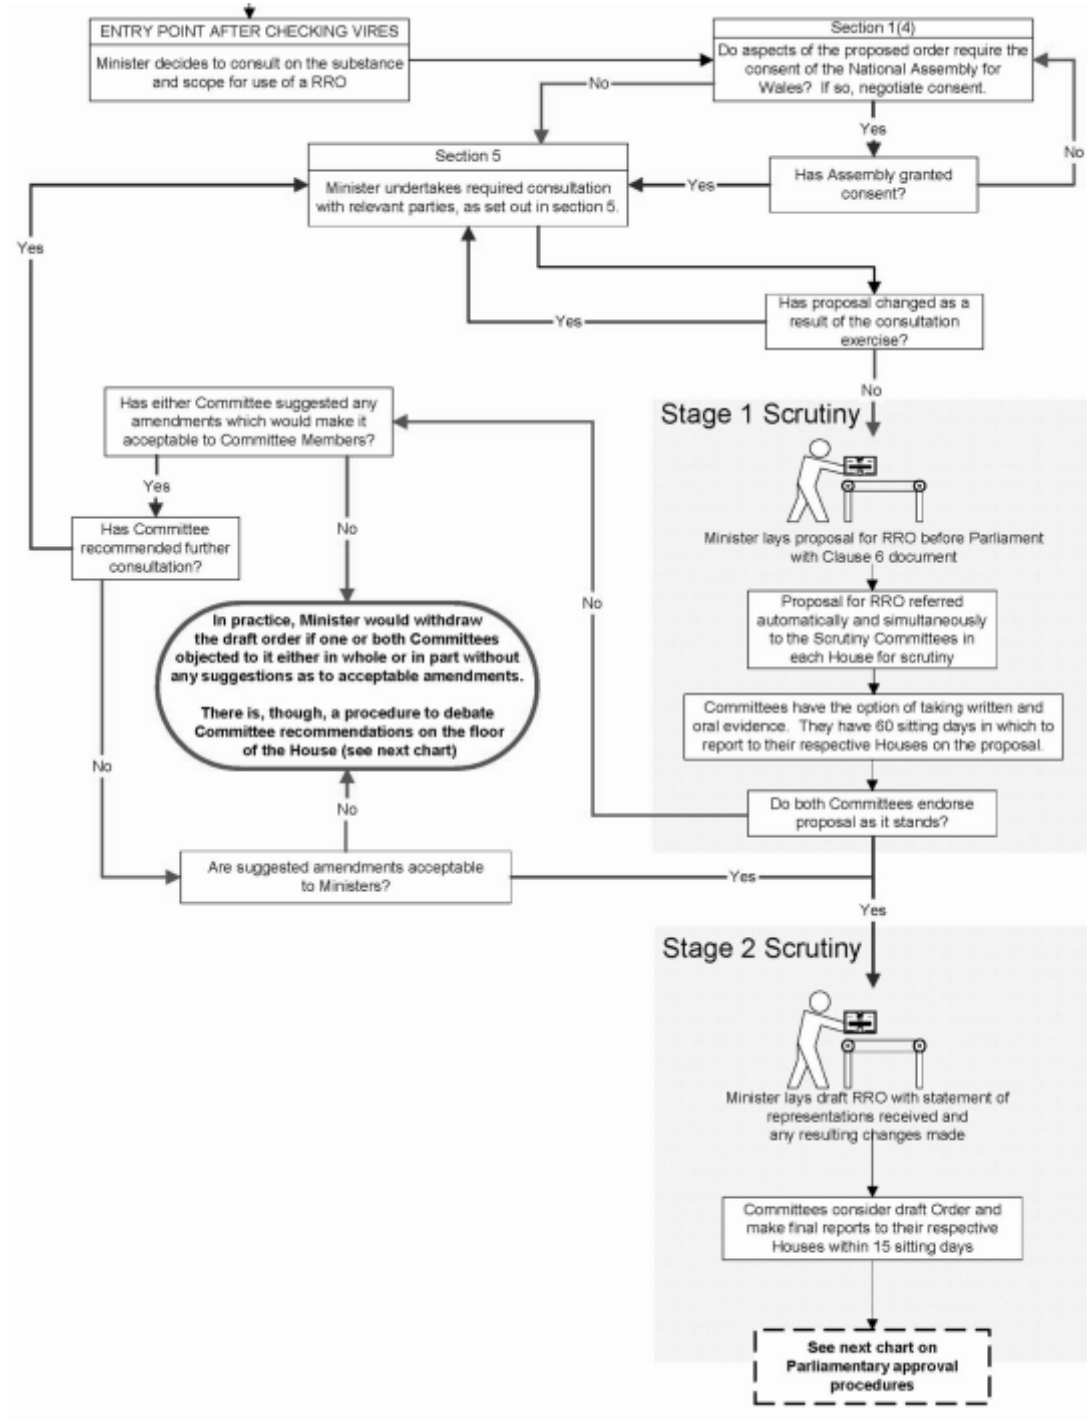 ENTRY POINT AFTER CHECKING VIRES
Minister decides to consult on the substance
and scope for use of a RRO
Section 1(4)
Do aspects of the proposed order require the
consent of the National Assembly for
Wales? If so, negotiate consent.
No
Yes
No
Has Assembly granted
consent?
Yes
Section 5
Minister undertakes required consultation
with relevant parties, as set out in section 5.
Yes
Has proposal changed as a
result of the consultation
exercise?
Yes
No
Stage 1 Scrutiny
Minister lays proposal for RRO before Parliament
with Clause 6 document
Proposal for RRO referred
automatically and simultaneously
to the Scrutiny Committees in
each House for scrutiny
Committees have the option of taking written and
oral evidence. They have 60 sitting days in which to
report to their respective Houses on the proposal.
Do both Committees endorse
proposal as it stands?
No
Has either Committee suggested any
amendments which would make it
acceptable to Committee Members?
Yes
No
Has Committee
recommended further
consultation?
In practice, Minister would withdraw
the draft order if one or both Committees
objected to it either in whole or in part without
any suggestions as to acceptable amendments.
There is, though, a procedure to debate
Committee recommendations on the floor
of the House (see next chart)
No
No
Are suggested amendments acceptable
to Ministers?
Yes
Yes
Stage 2 Scrutiny
Minister lays draft RRO with statement of
representations received and
any resulting changes made
Committees consider draft Order and
make final reports to their respective
Houses within 15 sitting days
See next chart on
Parliamentary approval
procedures